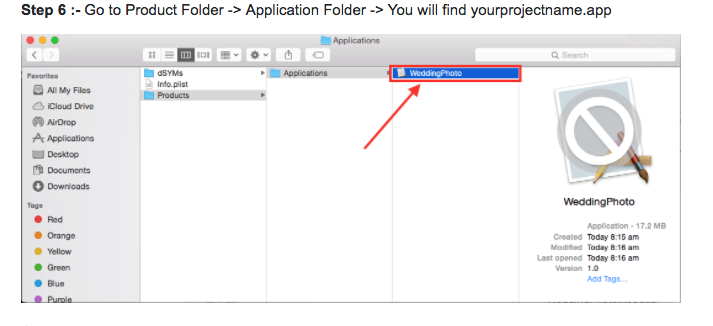 Step 6 :- Go to Product Folder -> Application Folder -> You will find yourprojectname.app
Applications
Search
Favorites
All My Files
iCloud Drive
AirDrop
Applications
Desktop
Documents
Downloads
Tags
Red
Orange
Yellow
Green
Blue
Purple
dSYMs
Info.plist
Products
Applications
WeddingPhoto
WeddingPhoto
Application - 17.2 MB
Created Today 8:15 am
Modified Today 8:16 am
Last opened Today 8:16 am
Version 1.0
Add Tags...